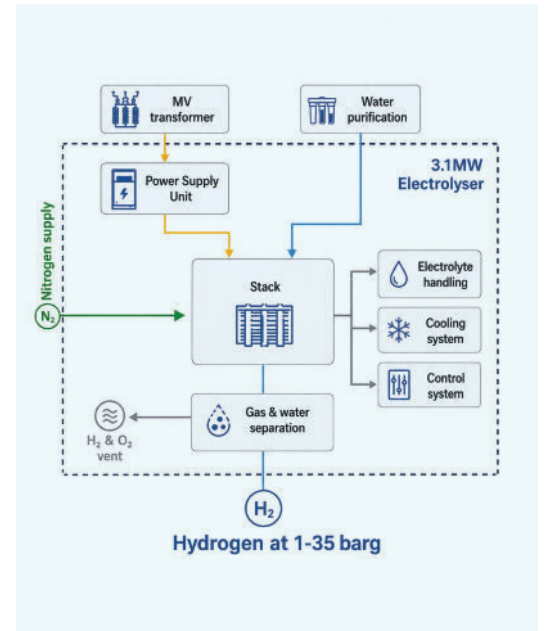 MV
transformer
Water
purification
3.1MW
Electrolyser
Power Supply
Unit
Nitrogen supply
N₂
Stack
Electrolyte
handling
Cooling
system
Control
system
Gas & water
separation
H₂ & O₂
vent
H₂
Hydrogen at 1-35 barg